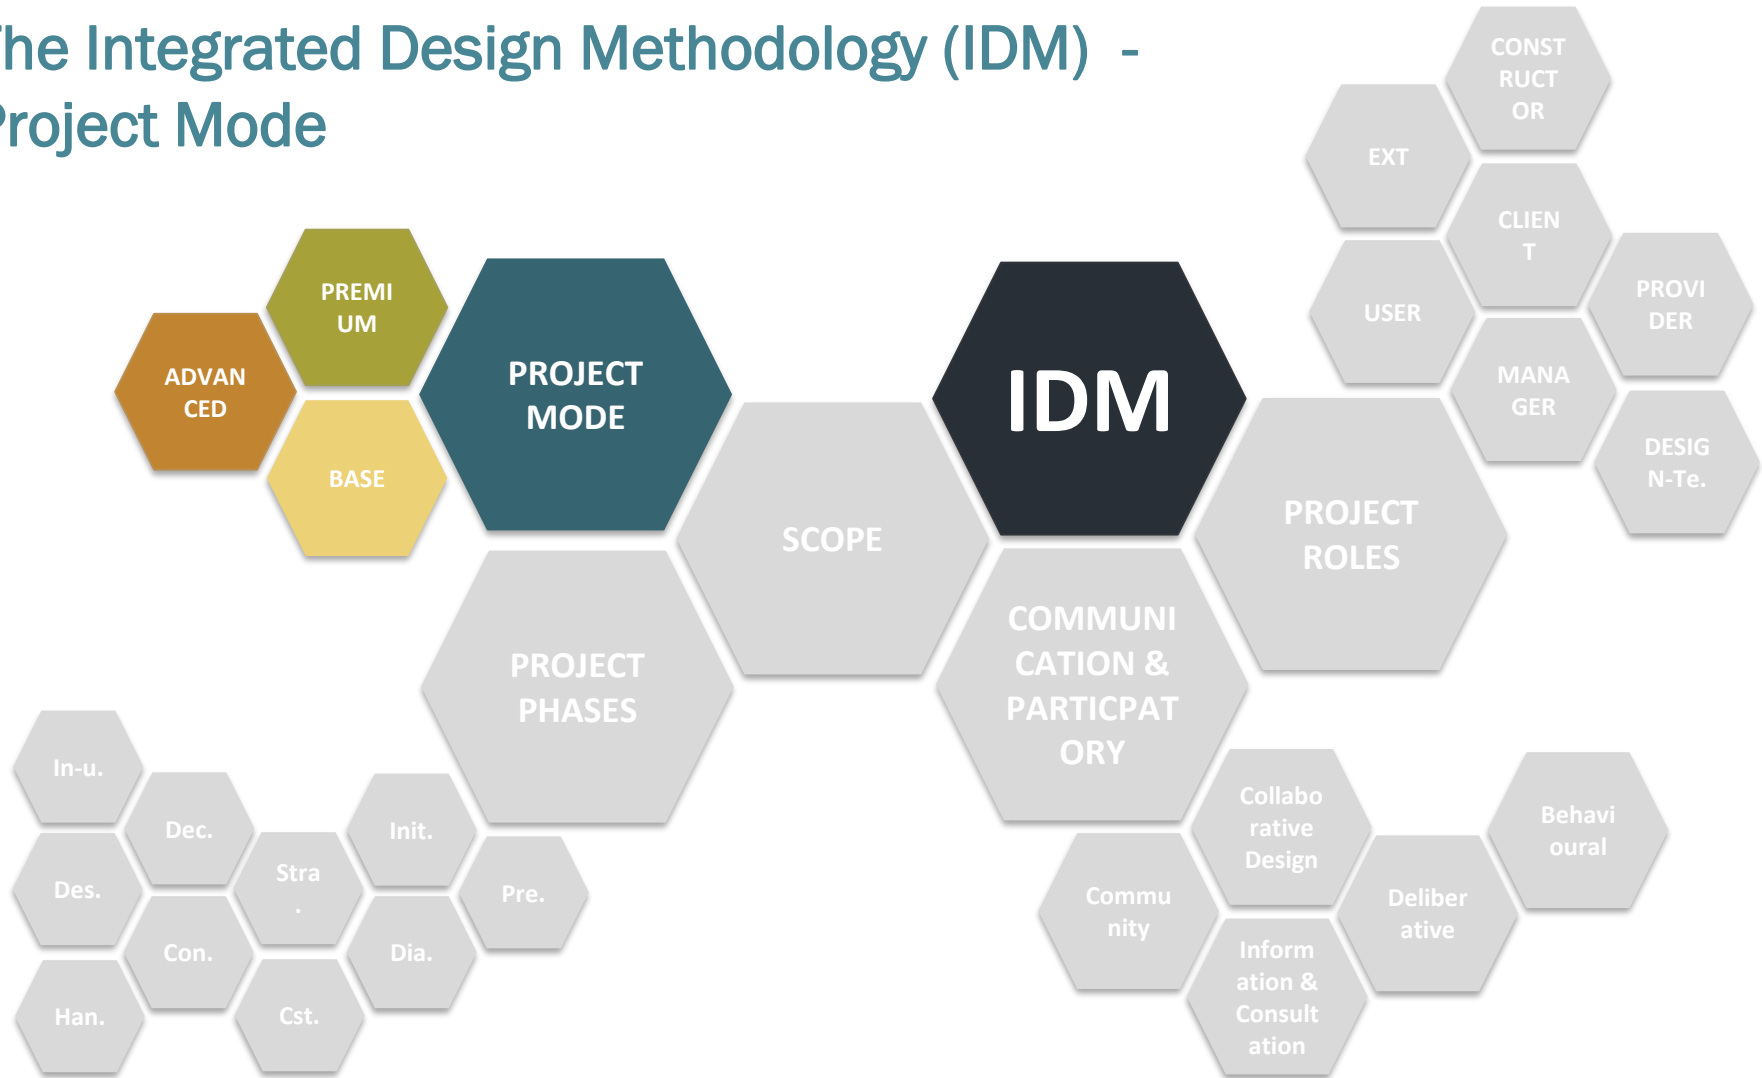 The Integrated Design Methodology (IDM) -
Project Mode
CONST
RUCT
OR
EXT
CLIEN
T
USER
PROVI
DER
MANA
GER
DESIG
N-Te.
PREMI
UM
ADVAN
CED
BASE
PROJECT
MODE
IDM
SCOPE
PROJECT
ROLES
PROJECT
PHASES
COMMUNI
CATION &
PARTICPAT
ORY
In-u.
Dec.
Init.
Des.
Stra
.
Pre.
Con.
Dia.
Han.
Cst.
Collabo
rative
Design
Behavi
oural
Commu
nity
Deliber
ative
Inform
ation &
Consult
ation